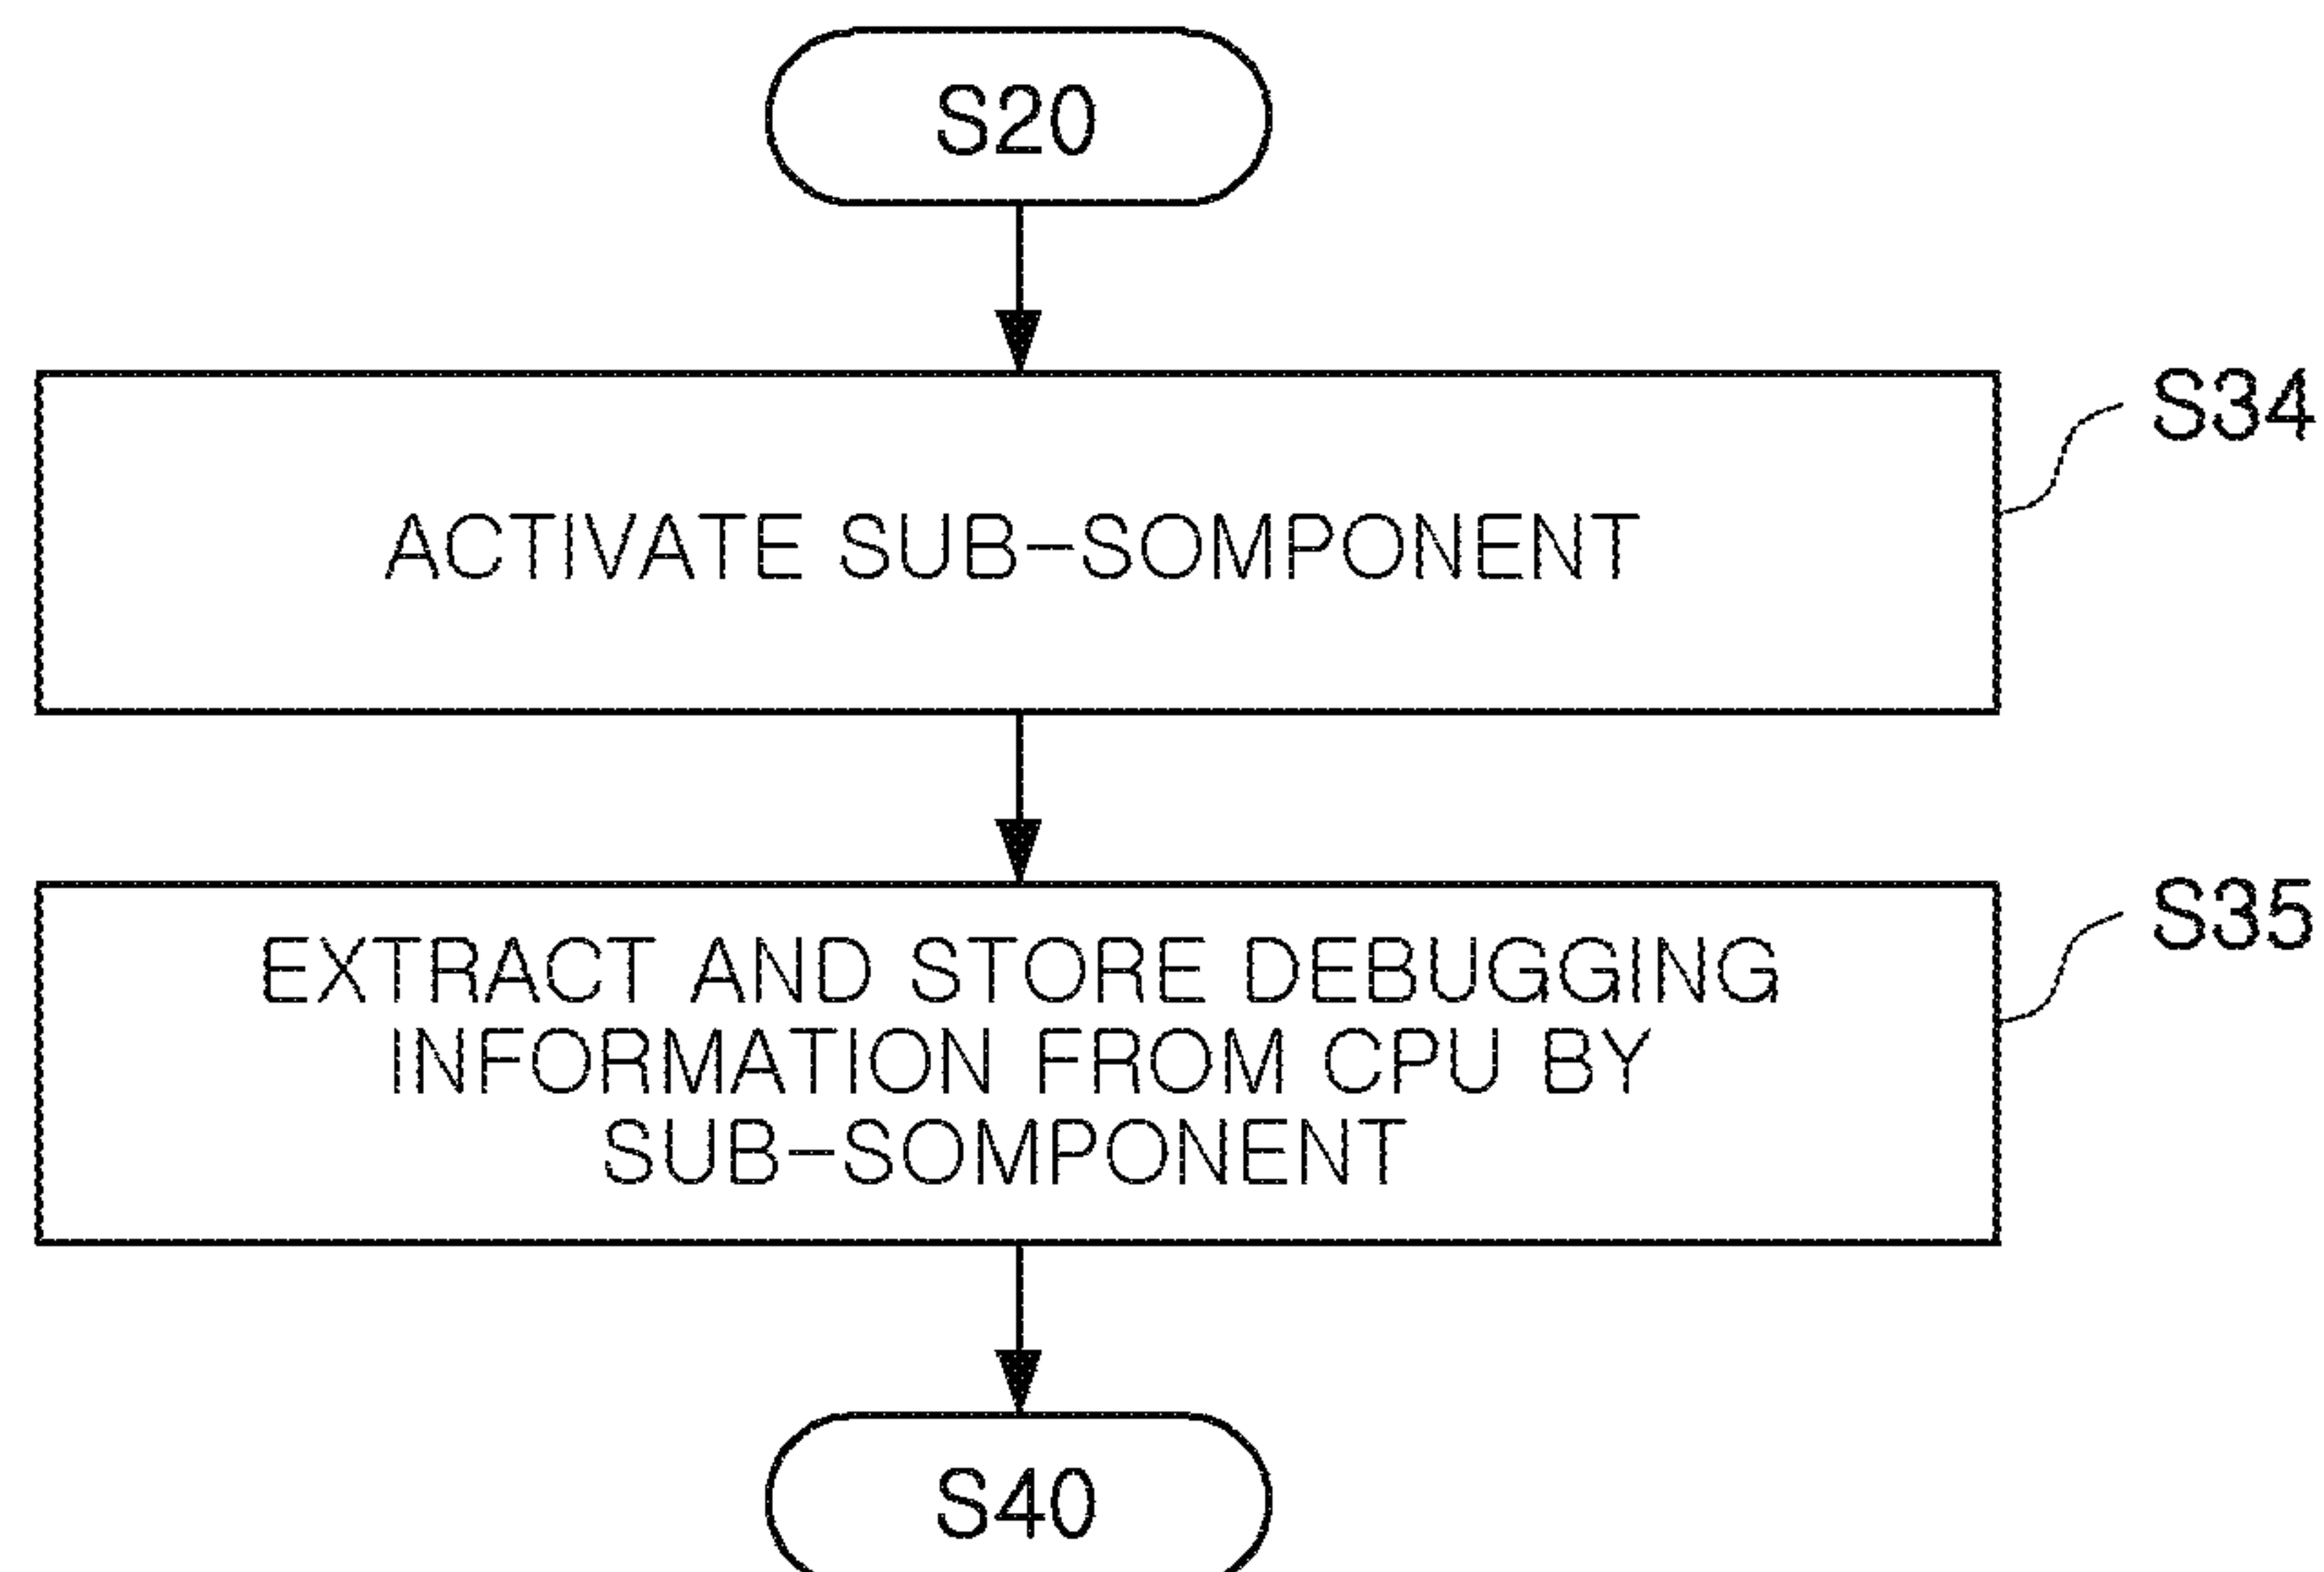 S20
S34
ACTIVATE SUB-SOMPONENT
S35
EXTRACT AND STORE DEBUGGING
INFORMATION FROM CPU BY
SUB-SOMPONENT
S40